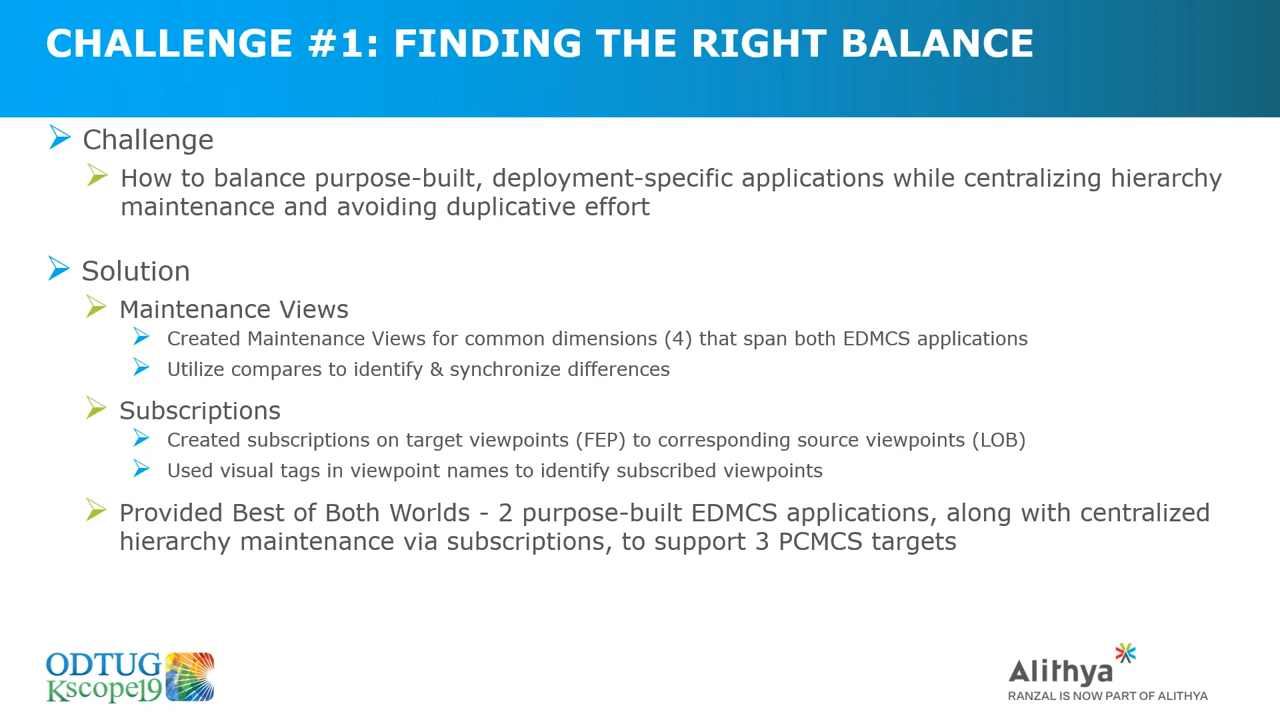 CHALLENGE #1: FINDING THE RIGHT BALANCE
Challenge
How to balance purpose-built, deployment-specific applications while centralizing hierarchy
maintenance and avoiding duplicative effort
Solution
Maintenance Views
Created Maintenance Views for common dimensions (4) that span both EDMCS applications
Utilize compares to identify & synchronize differences
Subscriptions
Created subscriptions on target viewpoints (FEP) to corresponding source viewpoints (LOB)
Used visual tags in viewpoint names to identify subscribed viewpoints
Provided Best of Both Worlds - 2 purpose-built EDMCS applications, along with centralized
hierarchy maintenance via subscriptions, to support 3 PCMCS targets
ODTUG
Kscope19
Alithya
RANZAL IS NOW PART OF ALITHYA